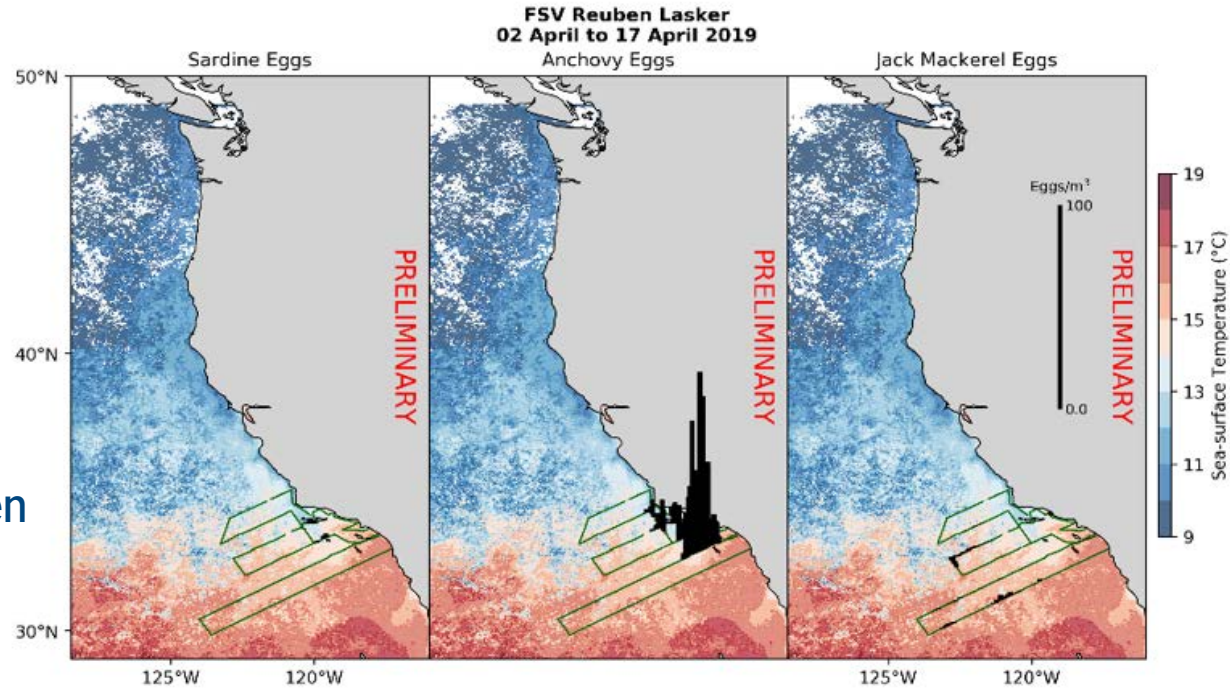 FSV Reuben Lasker
02 April to 17 April 2019
Sardine Eggs
Anchovy Eggs
Jack Mackerel Eggs
50°N
40°N
30°N
en
PRELIMINARY
PRELIMINARY
PRELIMINARY
Eggs/m³
100
0.0
19
17
15
13
11
9
Sea-surface Temperature (°C)
125°W
120°W
125°W
120°W